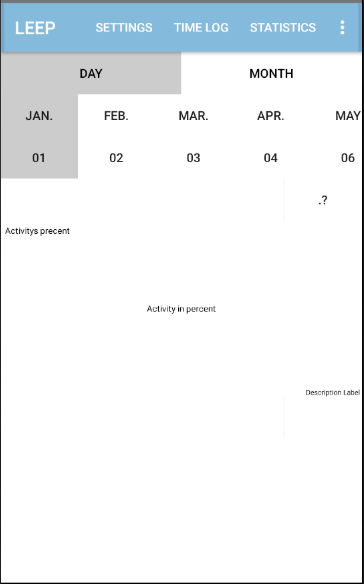 LEEP SETTINGS TIME LOG STATISTICS
DAY MONTH
JAN. FEB. MAR. APR. MAY
01 02 03 04 06
.?
Activitys precent
Activity in percent
Description Label